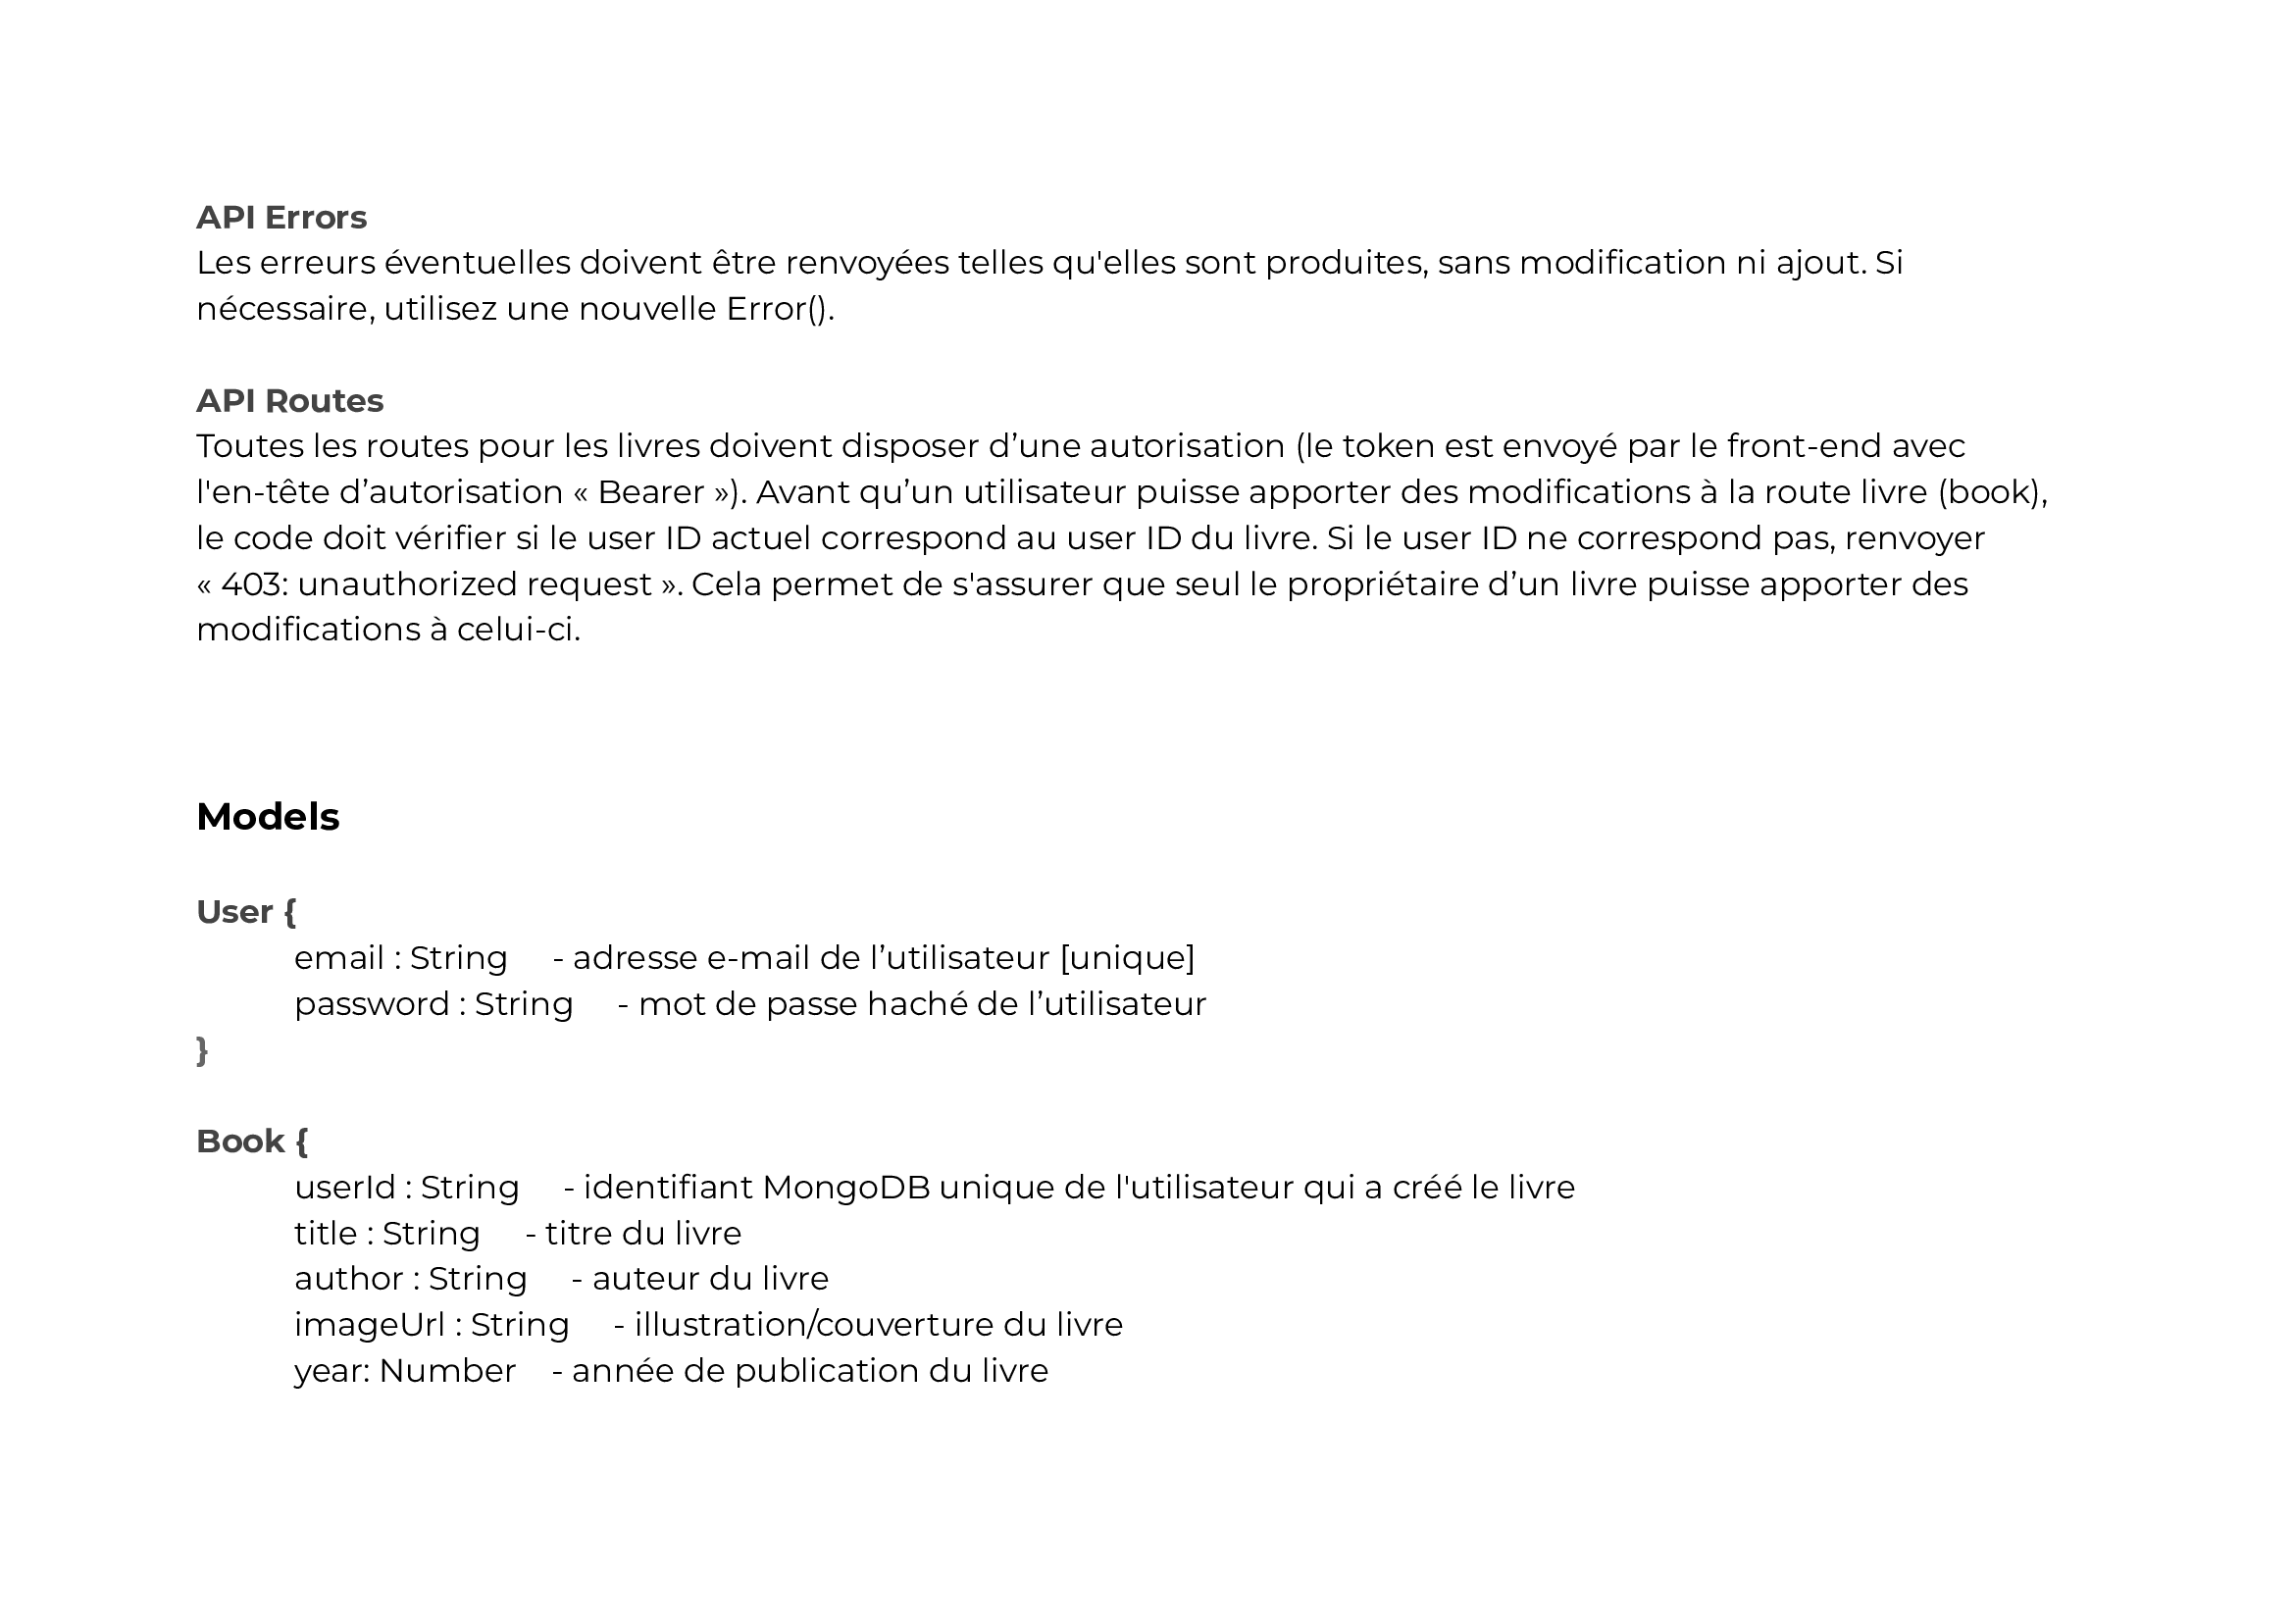 API Errors
Les erreurs éventuelles doivent être renvoyées telles qu'elles sont produites, sans modification ni ajout. Si
nécessaire, utilisez une nouvelle Error().
API Routes
Toutes les routes pour les livres doivent disposer d’une autorisation (le token est envoyé par le front-end avec
l'en-tête d’autorisation « Bearer »). Avant qu’un utilisateur puisse apporter des modifications à la route livre (book),
le code doit vérifier si le user ID actuel correspond au user ID du livre. Si le user ID ne correspond pas, renvoyer
« 403: unauthorized request ». Cela permet de s'assurer que seul le propriétaire d’un livre puisse apporter des
modifications à celui-ci.
Models
User {
email : String - adresse e-mail de l’utilisateur [unique]
password : String - mot de passe haché de l’utilisateur
}
Book {
userId : String - identifiant MongoDB unique de l'utilisateur qui a créé le livre
title : String - titre du livre
author : String - auteur du livre
imageUrl : String - illustration/couverture du livre
year: Number - année de publication du livre